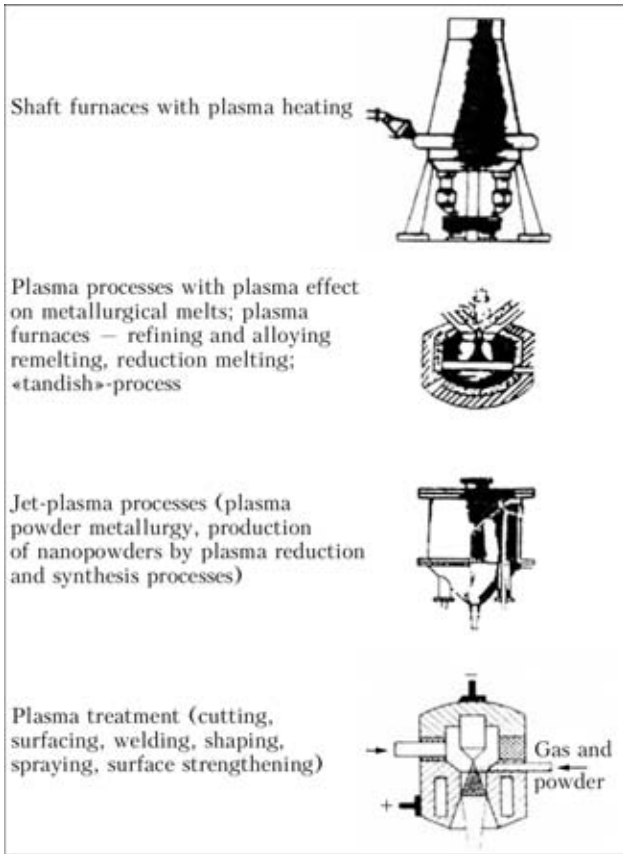 Shaft furnaces with plasma heating
Plasma processes with plasma effect
on metallurgical melts; plasma
furnaces — refining and alloying
remelting, reduction melting;
«tandish»-process
Jet-plasma processes (plasma
powder metallurgy, production
of nanopowders by plasma reduction
and synthesis processes)
Plasma treatment (cutting,
surfacing, welding, shaping,
spraying, surface strengthening)
−
Gas and
powder
+